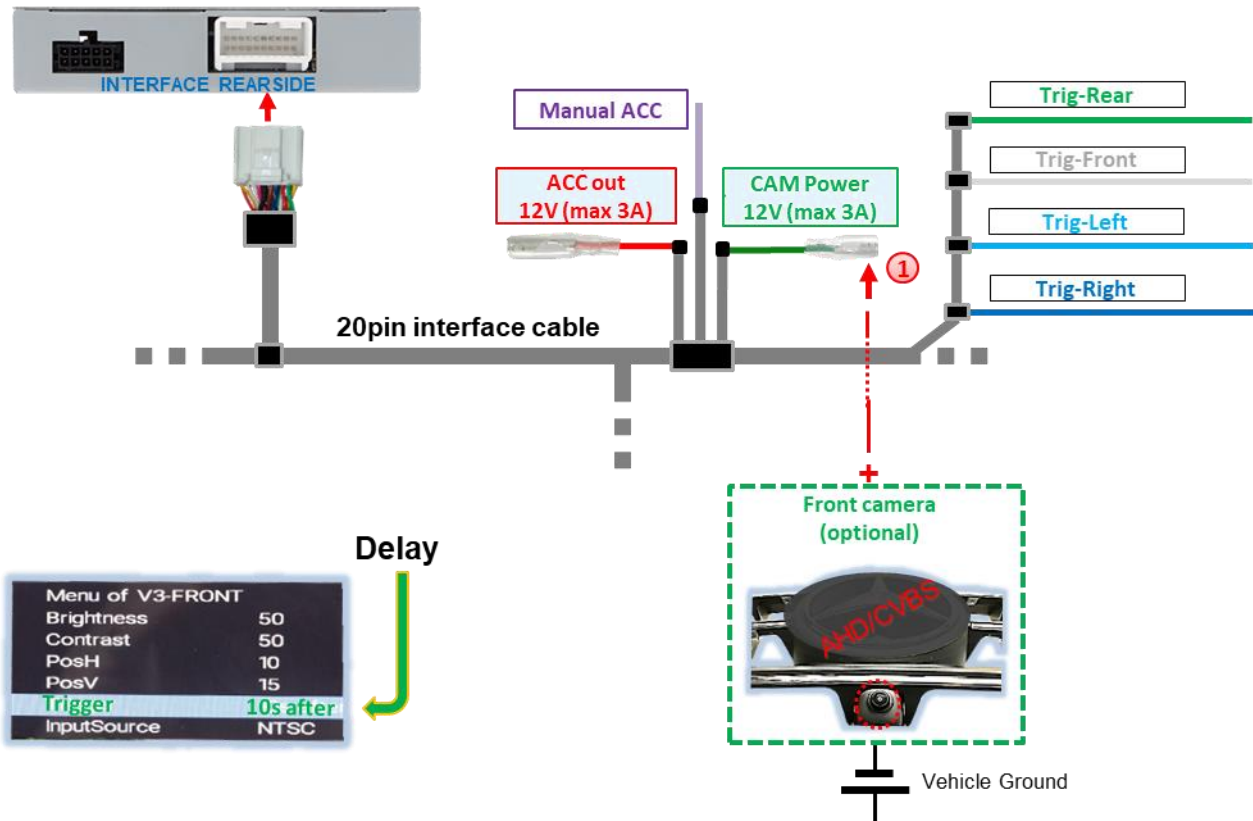 INTERFACE REARSIDE
Manual ACC
ACC out
12V (max 3A)
CAM Power
12V (max 3A)
Trig-Rear
Trig-Front
Trig-Left
Trig-Right
1
20pin interface cable
+
Front camera
(optional)
AHD/CVBS
Delay
Menu of V3-FRONT
Brightness 50
Contrast 50
PosH 10
PosV 15
Trigger 10s after
InputSource NTSC
Vehicle Ground